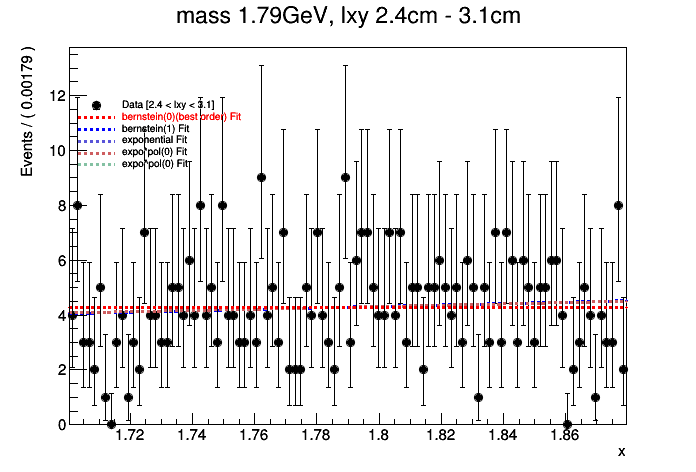 mass 1.79GeV, lxy 2.4cm - 3.1cm
Events / ( 0.00179 )
12
10
8
6
4
2
0
Data [2.4 < lxy < 3.1]
bernstein(0)(best order) Fit
bernstein(1) Fit
exponential Fit
expo*pol(0) Fit
expo*pol(0) Fit
1.72 1.74 1.76 1.78 1.8 1.82 1.84 1.86
x